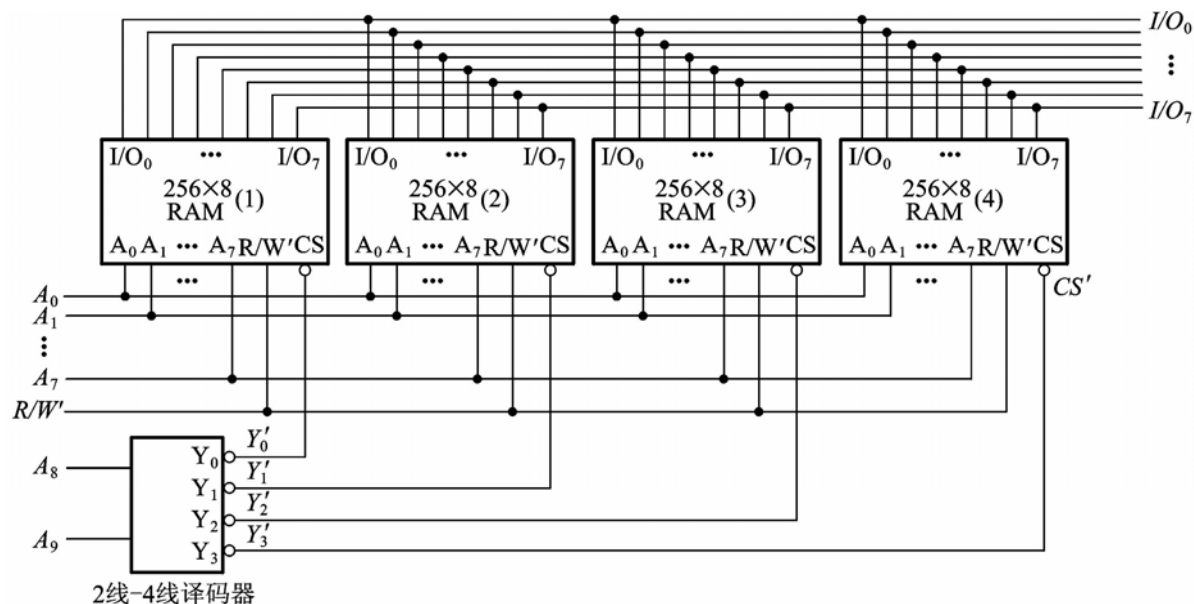 I/O₀
⋮
I/O₇
I/O₀ ··· I/O₇ I/O₀ ··· I/O₇ I/O₀ ··· I/O₇ I/O₀ ··· I/O₇
256×8 RAM (1) 256×8 RAM (2) 256×8 RAM (3) 256×8 RAM (4)
A₀ A₁ ··· A₇ R/W' CS A₀ A₁ ··· A₇ R/W' CS A₀ A₁ ··· A₇ R/W' CS A₀ A₁ ··· A₇ R/W' CS
··· ··· ··· ··· CS'
A₀
A₁
⋮
A₇
R/W'
A₈ Y₀ Y₀'
Y₁ Y₁'
Y₂ Y₂'
A₉ Y₃ Y₃'
2线-4线译码器